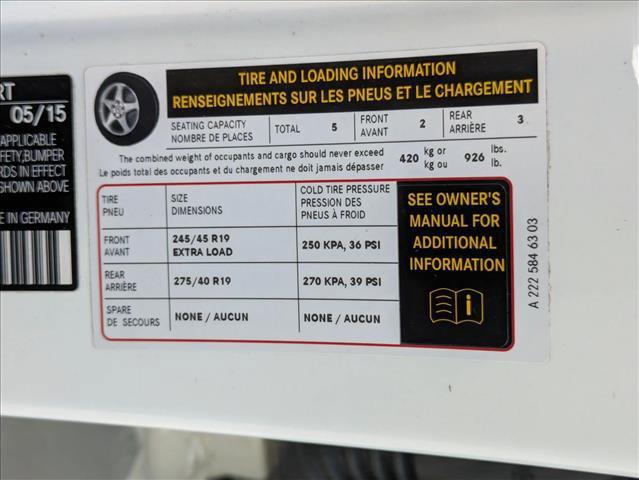 RT
05/15
APPLICABLE
FETY, BUMPER
RDS IN EFFECT
SHOWN ABOVE
E IN GERMANY
TIRE AND LOADING INFORMATION
RENSEIGNEMENTS SUR LES PNEUS ET LE CHARGEMENT
SEATING CAPACITY
NOMBRE DE PLACES
TOTAL 5
FRONT
AVANT
2
REAR
ARRIÈRE
3
The combined weight of occupants and cargo should never exceed
Le poids total des occupants et du chargement ne doit jamais dépasser
420 kg or
kg ou
926 lbs.
lb.
TIRE
PNEU
SIZE
DIMENSIONS
COLD TIRE PRESSURE
PRESSION DES
PNEUS À FROID
FRONT
AVANT
245/45 R19
EXTRA LOAD
250 KPA, 36 PSI
REAR
ARRIÈRE
275/40 R19
270 KPA, 39 PSI
SPARE
DE SECOURS
NONE / AUCUN
NONE / AUCUN
SEE OWNER'S
MANUAL FOR
ADDITIONAL
INFORMATION
A 222 584 63 03